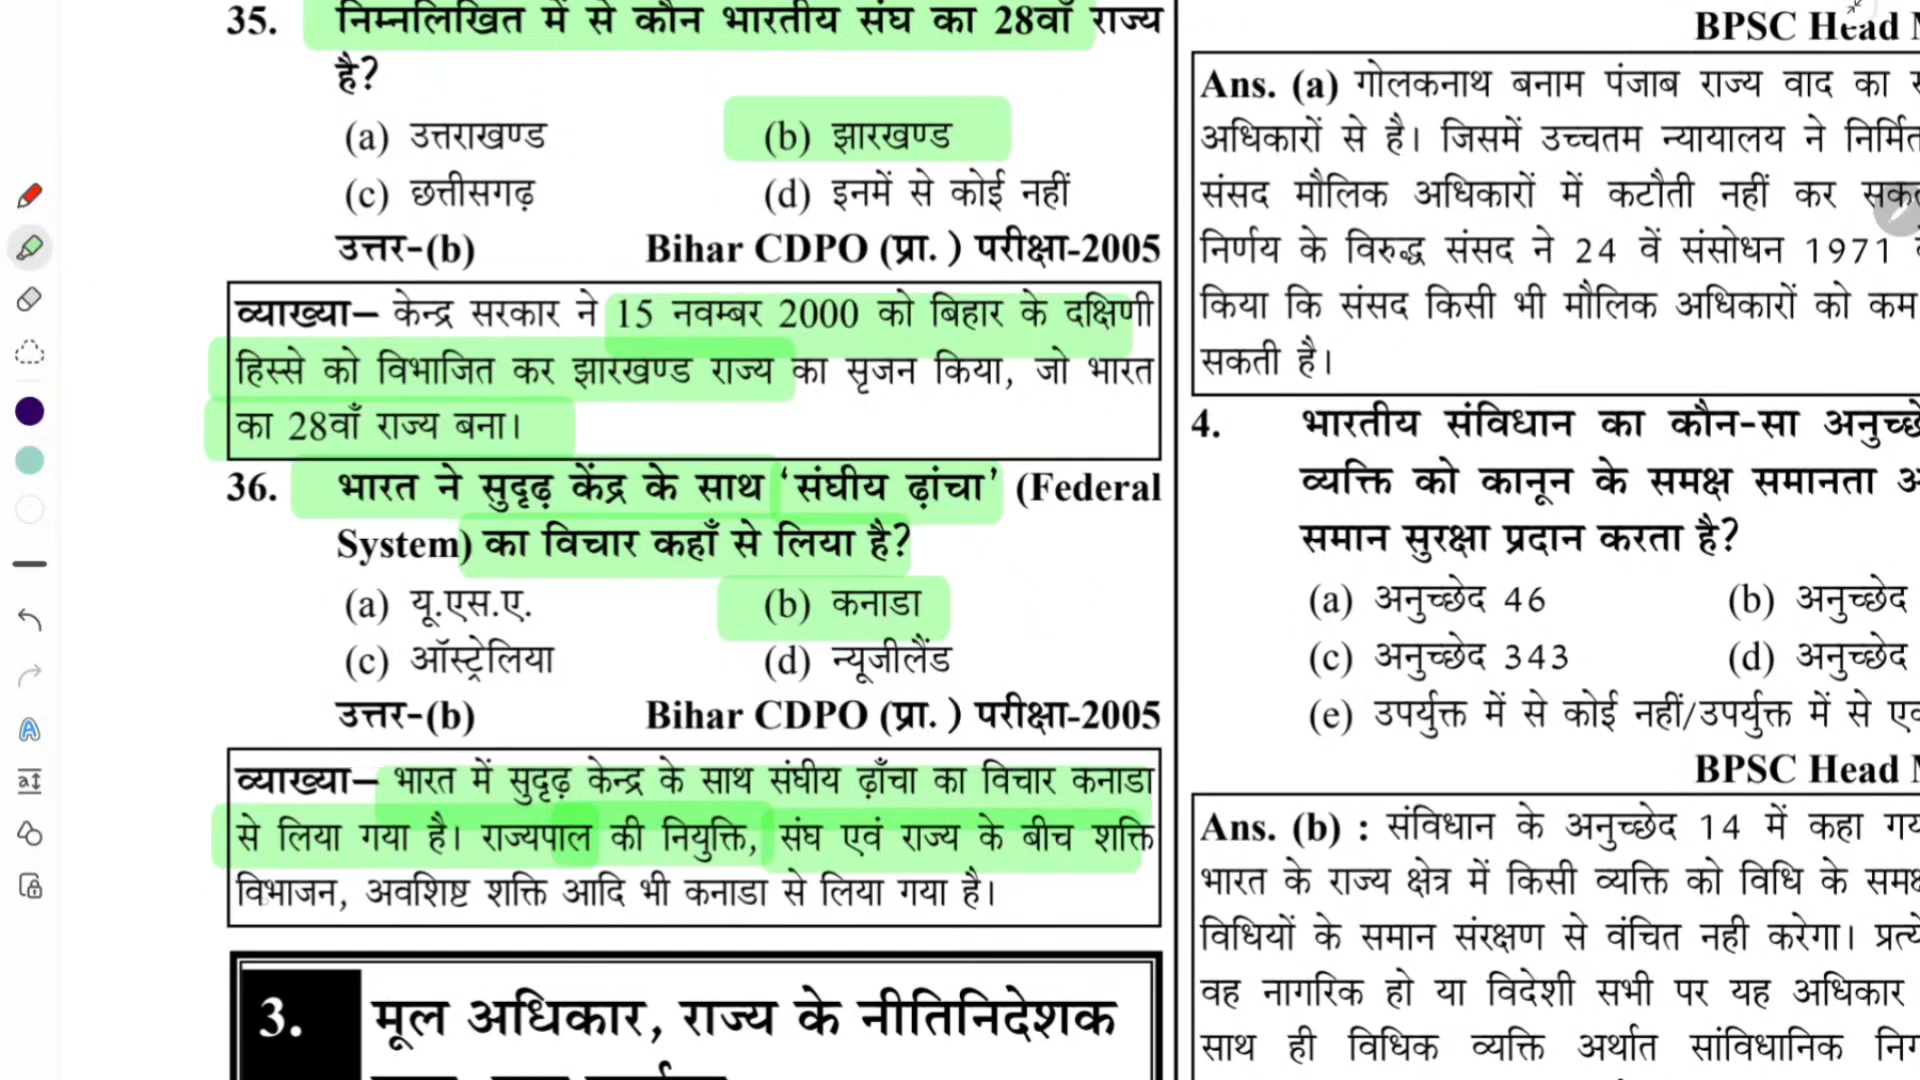 35. निम्नलिखित में से कौन भारतीय संघ का 28वाँ राज्य
है?
(a) उत्तराखण्ड (b) झारखण्ड
(c) छत्तीसगढ़ (d) इनमें से कोई नहीं
उत्तर-(b) Bihar CDPO (प्रा. ) परीक्षा-2005
व्याख्या– केन्द्र सरकार ने 15 नवम्बर 2000 को बिहार के दक्षिणी
हिस्से को विभाजित कर झारखण्ड राज्य का सृजन किया, जो भारत
का 28वाँ राज्य बना।
36. भारत ने सुदृढ़ केंद्र के साथ ‘संघीय ढ़ांचा’ (Federal
System) का विचार कहाँ से लिया है?
(a) यू.एस.ए. (b) कनाडा
(c) ऑस्ट्रेलिया (d) न्यूजीलैंड
उत्तर-(b) Bihar CDPO (प्रा. ) परीक्षा-2005
व्याख्या– भारत में सुदृढ़ केन्द्र के साथ संघीय ढ़ाँचा का विचार कनाडा
से लिया गया है। राज्यपाल की नियुक्ति, संघ एवं राज्य के बीच शक्ति
विभाजन, अवशिष्ट शक्ति आदि भी कनाडा से लिया गया है।
3. मूल अधिकार, राज्य के नीतिनिदेशक
BPSC Head
Ans. (a) गोलकनाथ बनाम पंजाब राज्य वाद का
अधिकारों से है। जिसमें उच्चतम न्यायालय ने
संसद मौलिक अधिकारों में कटौती नहीं कर
निर्णय के विरुद्ध संसद ने 24 वें संसोधन 1971
किया कि संसद किसी भी मौलिक अधिकारों को कम
सकती है।
4. भारतीय संविधान का कौन-सा
व्यक्ति को कानून के समक्ष समानता
समान सुरक्षा प्रदान करता है?
(a) अनुच्छेद 46 (b) अनुच्छेद
(c) अनुच्छेद 343 (d) अनुच्छेद
(e) उपर्युक्त में से कोई नहीं/उपर्युक्त में से
BPSC Head
Ans. (b) : संविधान के अनुच्छेद 14 में कहा
भारत के राज्य क्षेत्र में किसी व्यक्ति को विधि के
विधियों के समान संरक्षण से वंचित नही करेगा।
वह नागरिक हो या विदेशी सभी पर यह अधिकार
साथ ही विधिक व्यक्ति अर्थात सांविधानिक